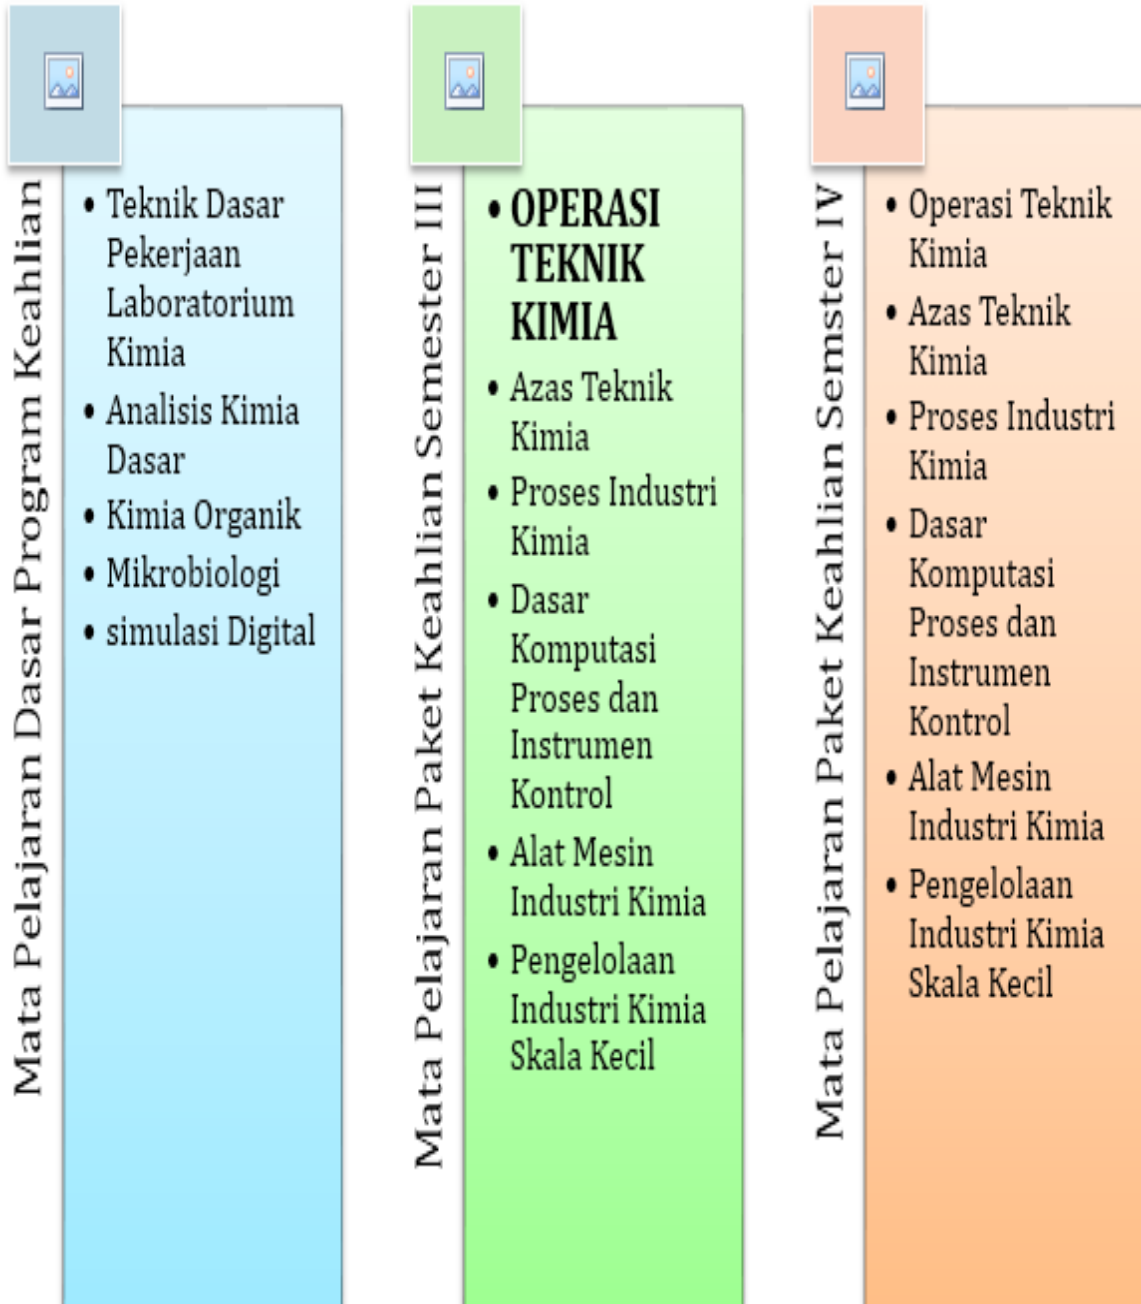 Mata Pelajaran Dasar Program Keahlian
• Teknik Dasar
Pekerjaan
Laboratorium
Kimia
• Analisis Kimia
Dasar
• Kimia Organik
• Mikrobiologi
• simulasi Digital
Mata Pelajaran Paket Keahlian Semester III
• OPERASI
TEKNIK
KIMIA
• Azas Teknik
Kimia
• Proses Industri
Kimia
• Dasar
Komputasi
Proses dan
Instrumen
Kontrol
• Alat Mesin
Industri Kimia
• Pengelolaan
Industri Kimia
Skala Kecil
Mata Pelajaran Paket Keahlian Semster IV
• Operasi Teknik
Kimia
• Azas Teknik
Kimia
• Proses Industri
Kimia
• Dasar
Komputasi
Proses dan
Instrumen
Kontrol
• Alat Mesin
Industri Kimia
• Pengelolaan
Industri Kimia
Skala Kecil